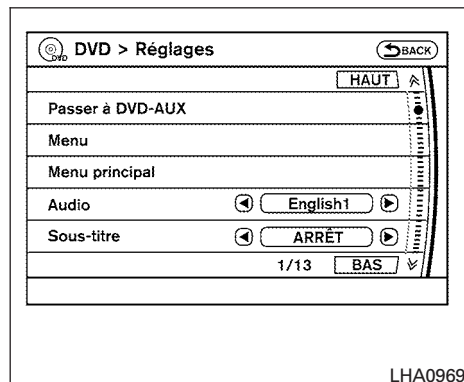 DVD
DVD > Réglages
BACK
HAUT
Passer à DVD-AUX
Menu
Menu principal
Audio English1
Sous-titre ARRÊT
1/13 BAS
LHA0969